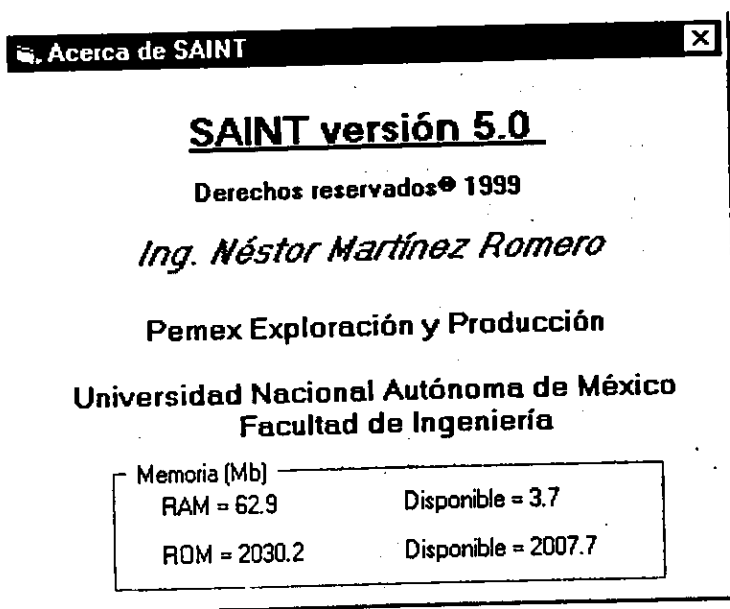 Acerca de SAINT
SAINT versión 5.0
Derechos reservados® 1999
Ing. Néstor Martínez Romero
Pemex Exploración y Producción
Universidad Nacional Autónoma de México
Facultad de Ingeniería
Memoria (Mb)
RAM = 62.9 Disponible = 3.7
ROM = 2030.2 Disponible = 2007.7